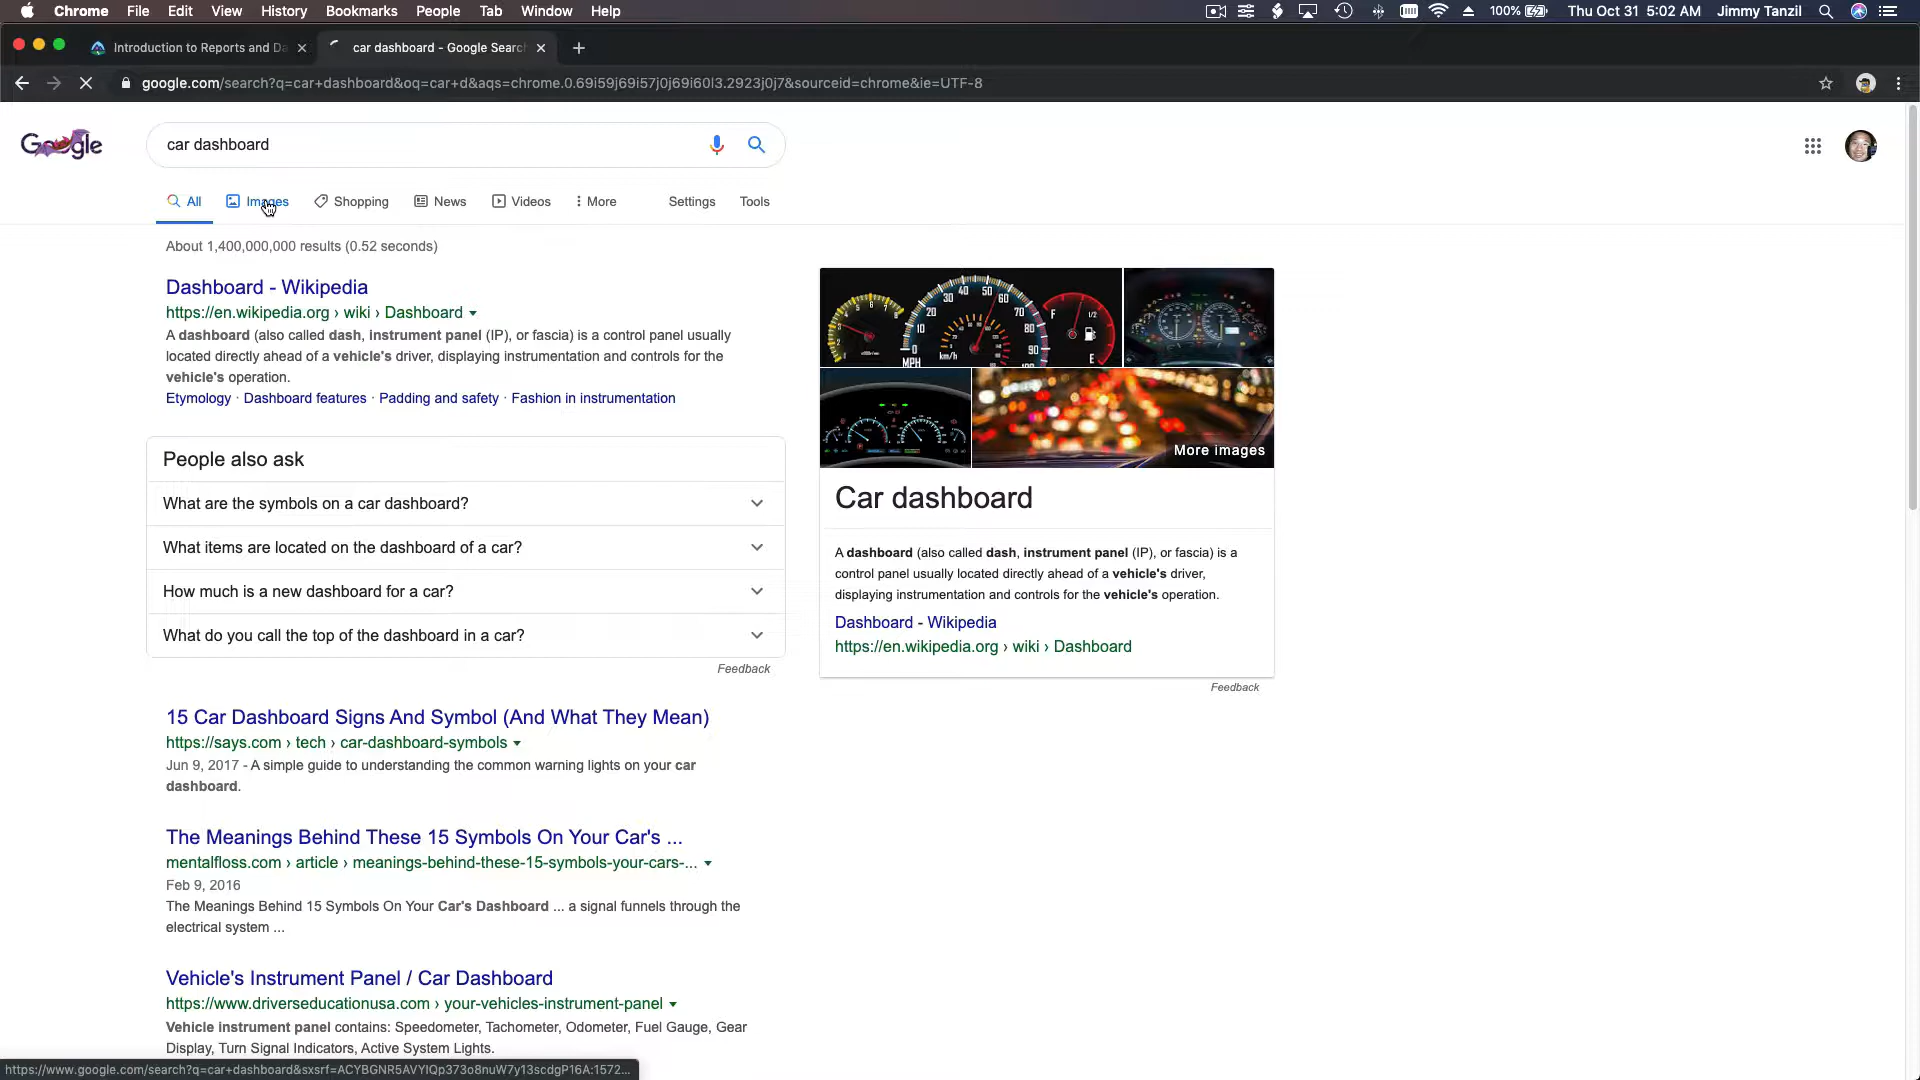 Chrome File Edit View History Bookmarks People Tab Window Help
100% Thu Oct 31 5:02 AM Jimmy Tanzil
Introduction to Reports and Da
car dashboard - Google Search
google.com/search?q=car+dashboard&oq=car+d&aqs=chrome.0.69i59j69i57j0j69i60l3.2923j0j7&sourceid=chrome&ie=UTF-8
Google
car dashboard
All Images Shopping News Videos More Settings Tools
About 1,400,000,000 results (0.52 seconds)
Dashboard - Wikipedia
https://en.wikipedia.org › wiki › Dashboard
A dashboard (also called dash, instrument panel (IP), or fascia) is a control panel usually
located directly ahead of a vehicle's driver, displaying instrumentation and controls for the
vehicle's operation.
Etymology · Dashboard features · Padding and safety · Fashion in instrumentation
People also ask
What are the symbols on a car dashboard?
What items are located on the dashboard of a car?
How much is a new dashboard for a car?
What do you call the top of the dashboard in a car?
Feedback
15 Car Dashboard Signs And Symbol (And What They Mean)
https://says.com › tech › car-dashboard-symbols
Jun 9, 2017 - A simple guide to understanding the common warning lights on your car
dashboard.
The Meanings Behind These 15 Symbols On Your Car's ...
mentalfloss.com › article › meanings-behind-these-15-symbols-your-cars-...
Feb 9, 2016
The Meanings Behind 15 Symbols On Your Car's Dashboard ... a signal funnels through the
electrical system ...
Vehicle's Instrument Panel / Car Dashboard
https://www.driverseducationusa.com › your-vehicles-instrument-panel
Vehicle instrument panel contains: Speedometer, Tachometer, Odometer, Fuel Gauge, Gear
Display, Turn Signal Indicators, Active System Lights.
10 20 30 40 50 60 70 80 90
MPH
km/h
F 1/2 E
More images
Car dashboard
A dashboard (also called dash, instrument panel (IP), or fascia) is a
control panel usually located directly ahead of a vehicle's driver,
displaying instrumentation and controls for the vehicle's operation.
Dashboard - Wikipedia
https://en.wikipedia.org › wiki › Dashboard
Feedback
https://www.google.com/search?q=car+dashboard&sxsrf=ACYBGNR5AVYlQp373o8nuW7y13scdgP16A:1572...